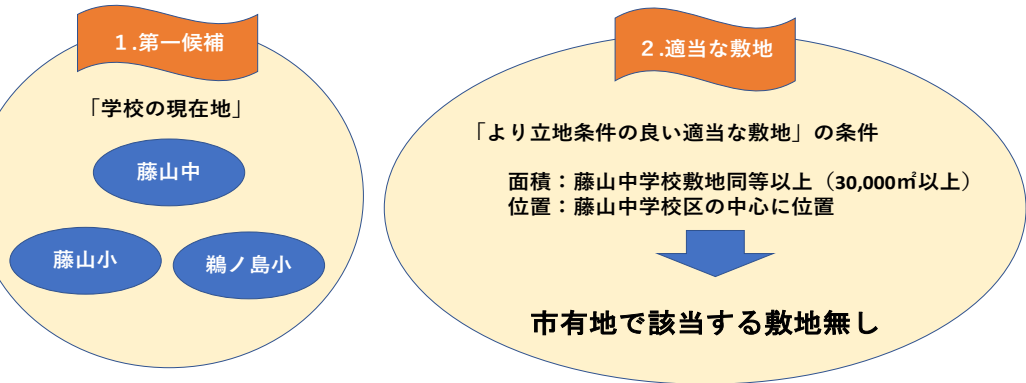 １.第一候補
「学校の現在地」
藤山中
藤山小
鵜ノ島小
２.適当な敷地
「より立地条件の良い適当な敷地」の条件
面積：藤山中学校敷地同等以上（30,000㎡以上）
位置：藤山中学校区の中心に位置
市有地で該当する敷地無し